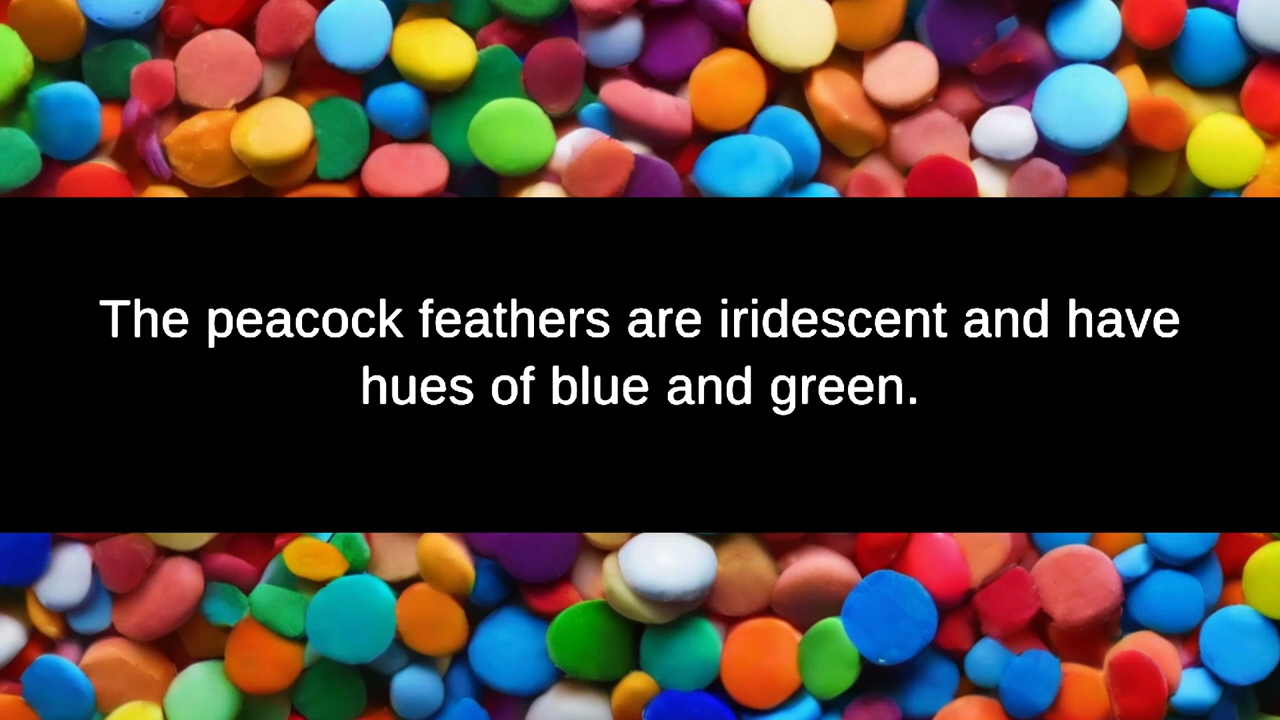 The peacock feathers are iridescent and have
hues of blue and green.